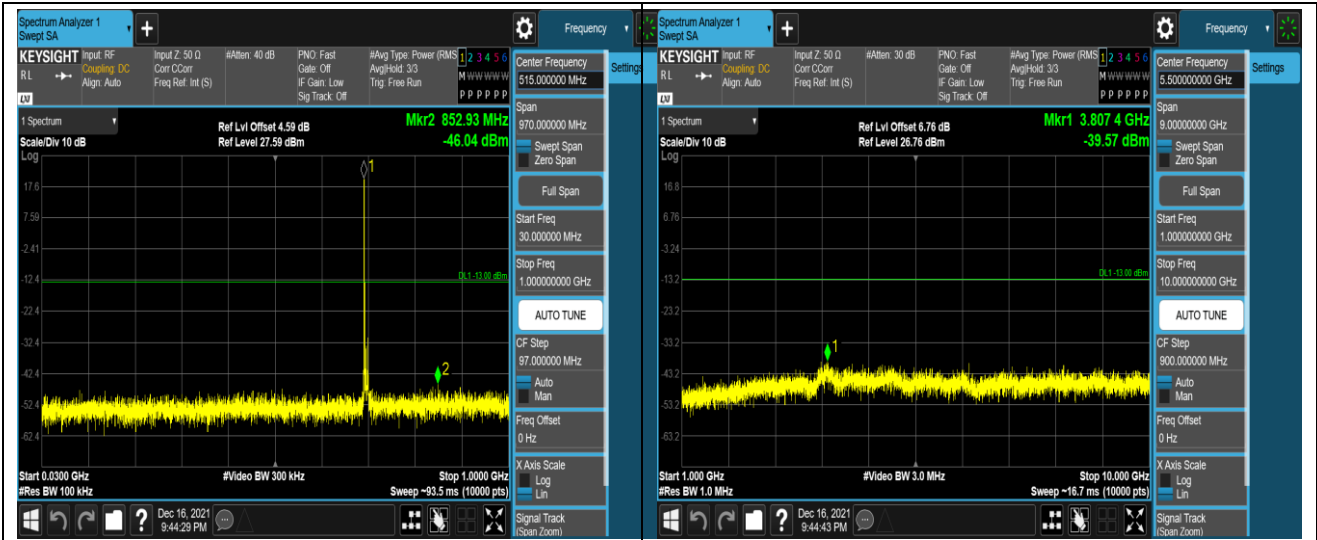 Spectrum Analyzer 1
Swept SA
+
Frequency
KEYSIGHT
Input: RF
Input Z: 50 Ω
#Atten: 40 dB
PNO: Fast
#Avg Type: Power (RMS
1 2 3 4 5 6
RL
Coupling: DC
Corr CCorr
Gate: Off
Avg|Hold: 3/3
M W W W W W
Align: Auto
Freq Ref: Int (S)
IF Gain: Low
Trig: Free Run
Sig Track: Off
P P P P P P
LXI
1 Spectrum
Ref Lvl Offset 4.59 dB
Mkr2 852.93 MHz
Scale/Div 10 dB
Ref Level 27.59 dBm
-46.04 dBm
Log
17.6
7.59
-2.41
-12.4
-22.4
-32.4
-42.4
-52.4
-62.4
1
DL1 -13.00 dBm
2
Start 0.0300 GHz
#Video BW 300 kHz
Stop 1.0000 GHz
#Res BW 100 kHz
Sweep ~93.5 ms (10000 pts)
Dec 16, 2021
9:44:29 PM
Center Frequency
515.000000 MHz
Settings
Span
970.000000 MHz
Swept Span
Zero Span
Full Span
Start Freq
30.000000 MHz
Stop Freq
1.000000000 GHz
AUTO TUNE
CF Step
97.000000 MHz
Auto
Man
Freq Offset
0 Hz
X Axis Scale
Log
Lin
Signal Track
(Span Zoom)
Spectrum Analyzer 1
Swept SA
+
Frequency
KEYSIGHT
Input: RF
Input Z: 50 Ω
#Atten: 30 dB
PNO: Fast
#Avg Type: Power (RMS
1 2 3 4 5 6
RL
Coupling: DC
Corr CCorr
Gate: Off
Avg|Hold: 3/3
M W W W W W
Align: Auto
Freq Ref: Int (S)
IF Gain: Low
Trig: Free Run
Sig Track: Off
P P P P P P
LXI
1 Spectrum
Ref Lvl Offset 6.76 dB
Mkr1 3.807 4 GHz
Scale/Div 10 dB
Ref Level 26.76 dBm
-39.57 dBm
Log
16.8
6.76
-3.24
-13.2
-23.2
-33.2
-43.2
-53.2
-63.2
DL1 -13.00 dBm
1
Start 1.000 GHz
#Video BW 3.0 MHz
Stop 10.000 GHz
#Res BW 1.0 MHz
Sweep ~16.7 ms (10000 pts)
Dec 16, 2021
9:44:43 PM
Center Frequency
5.500000000 GHz
Settings
Span
9.00000000 GHz
Swept Span
Zero Span
Full Span
Start Freq
1.000000000 GHz
Stop Freq
10.000000000 GHz
AUTO TUNE
CF Step
900.000000 MHz
Auto
Man
Freq Offset
0 Hz
X Axis Scale
Log
Lin
Signal Track
(Span Zoom)